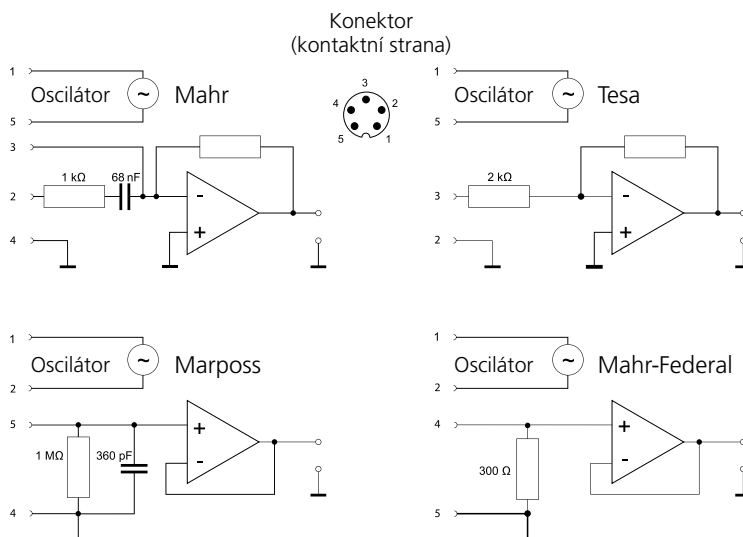 Konektor
(kontaktní strana)
3
4
2
5
1
1
Oscilátor
~
Mahr
5
3
1 kΩ
68 nF
2
-
+
4
1
Oscilátor
~
Tesa
5
2 kΩ
3
-
+
2
1
Oscilátor
~
Marposs
2
5
+
-
1 MΩ
360 pF
4
1
Oscilátor
~
Mahr-Federal
2
4
+
-
300 Ω
5